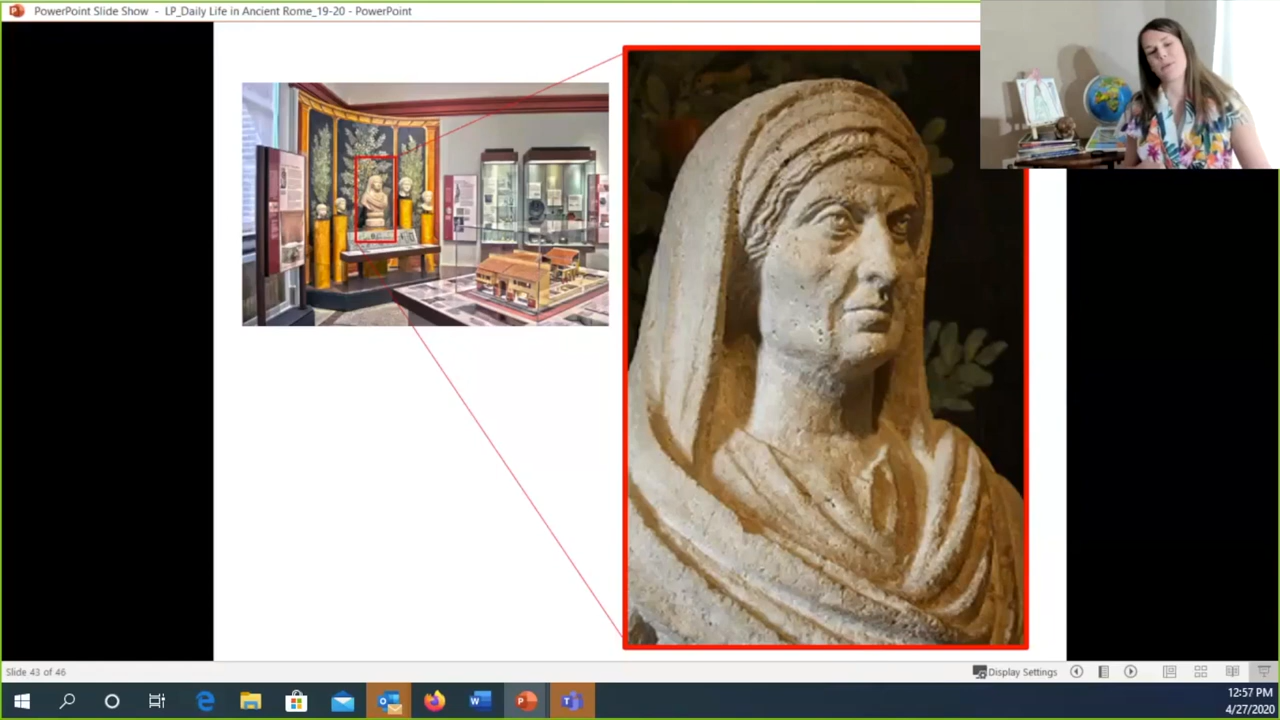 PowerPoint Slide Show - LP_Daily Life in Ancient Rome_19-20 - PowerPoint
Slide 43 of 46
Display Settings
12:57 PM
4/27/2020